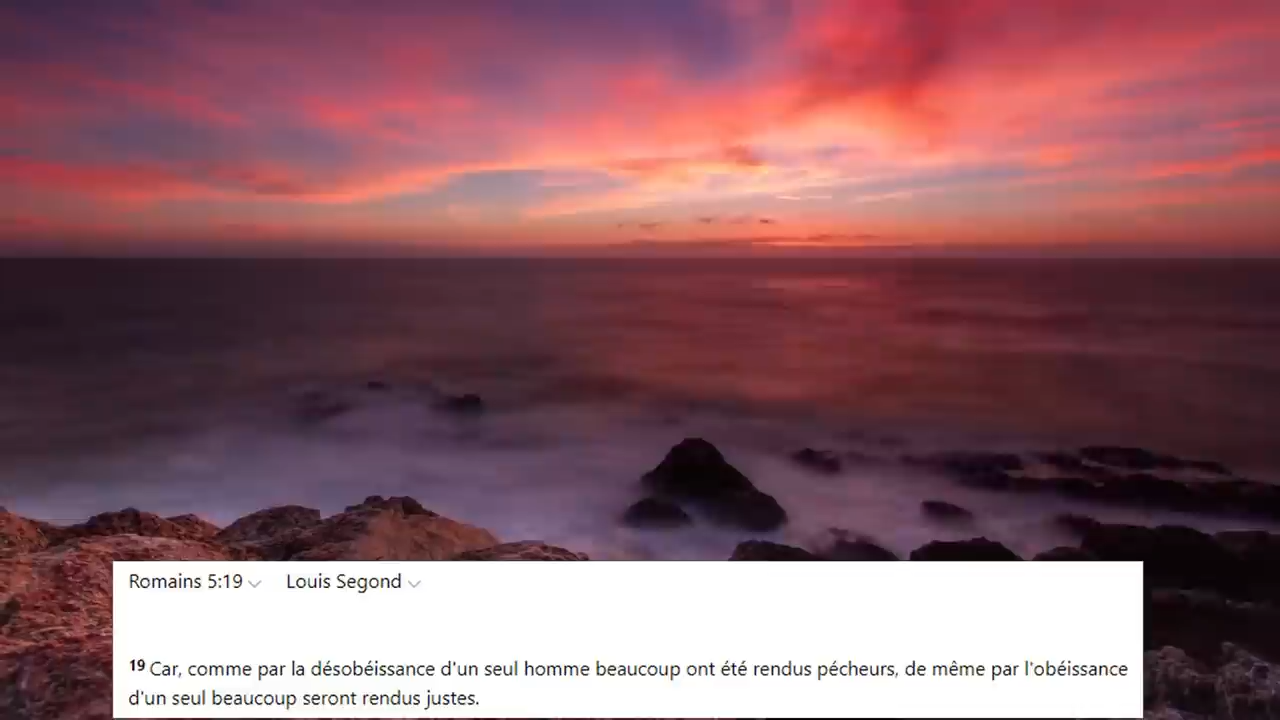 Romains 5:19 Louis Segond
19 Car, comme par la désobéissance d'un seul homme beaucoup ont été rendus pécheurs, de même par l'obéissance
d'un seul beaucoup seront rendus justes.